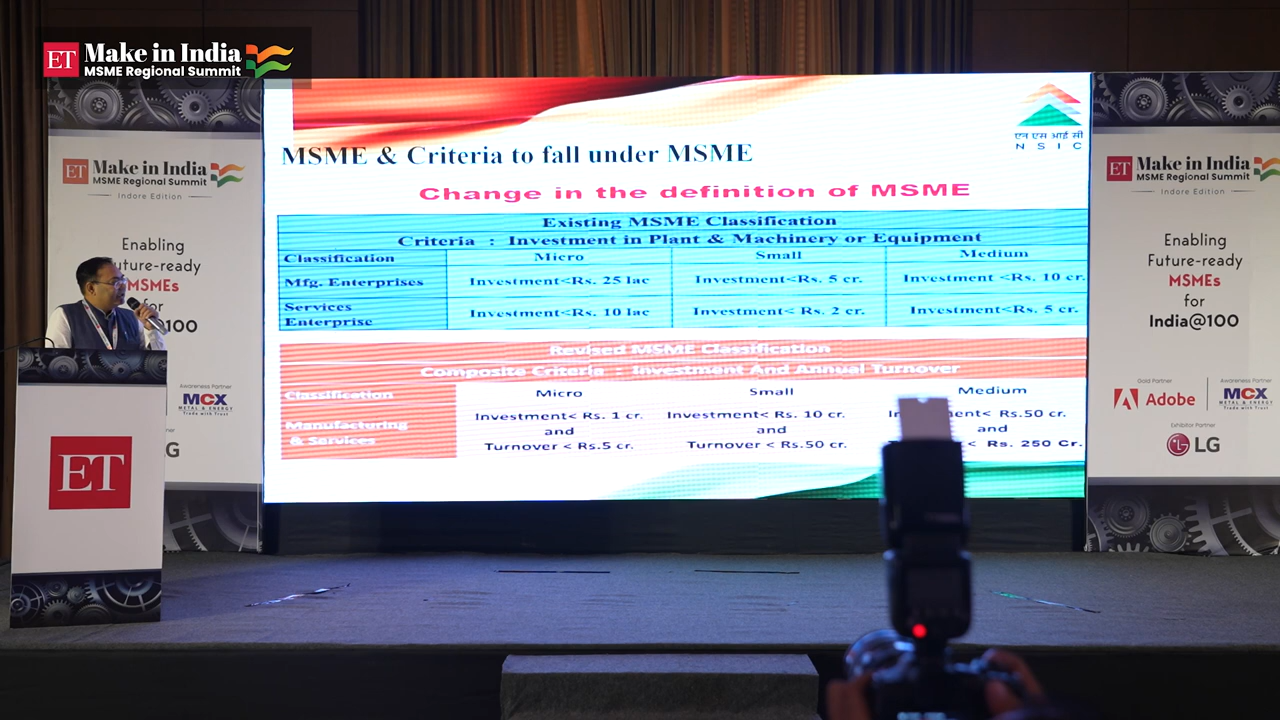 ET Make in India
MSME Regional Summit
ET Make in India
MSME Regional Summit
Indore Edition
Enabling
uture-ready
MSMEs
for
100
Awareness Partner
MCX
METAL & ENERGY
Trade with Trust
G
ET
एन एस आई सी
N S I C
MSME & Criteria to fall under MSME
Change in the definition of MSME
Existing MSME Classification
Criteria : Investment in Plant & Machinery or Equipment
Classification Micro Small Medium
Mfg. Enterprises Investment<Rs. 25 lac Investment<Rs. 5 cr. Investment <Rs. 10 cr.
Services Enterprise Investment<Rs. 10 lac Investment< Rs. 2 cr. Investment<Rs. 5 cr.
Revised MSME Classification
Composite Criteria : Investment And Annual Turnover
Classification Micro Small Medium
Manufacturing & Services Investment< Rs. 1 cr. Investment< Rs. 10 cr. ent< Rs.50 cr.
and and and
Turnover < Rs.5 cr. Turnover < Rs.50 cr. < Rs. 250 Cr.
ET Make in India
MSME Regional Summit
Indore Edition
Enabling
Future-ready
MSMEs
for
India@100
Gold Partner Awareness Partner
Adobe MCX
METAL & ENERGY
Trade with Trust
Exhibitor Partner
LG